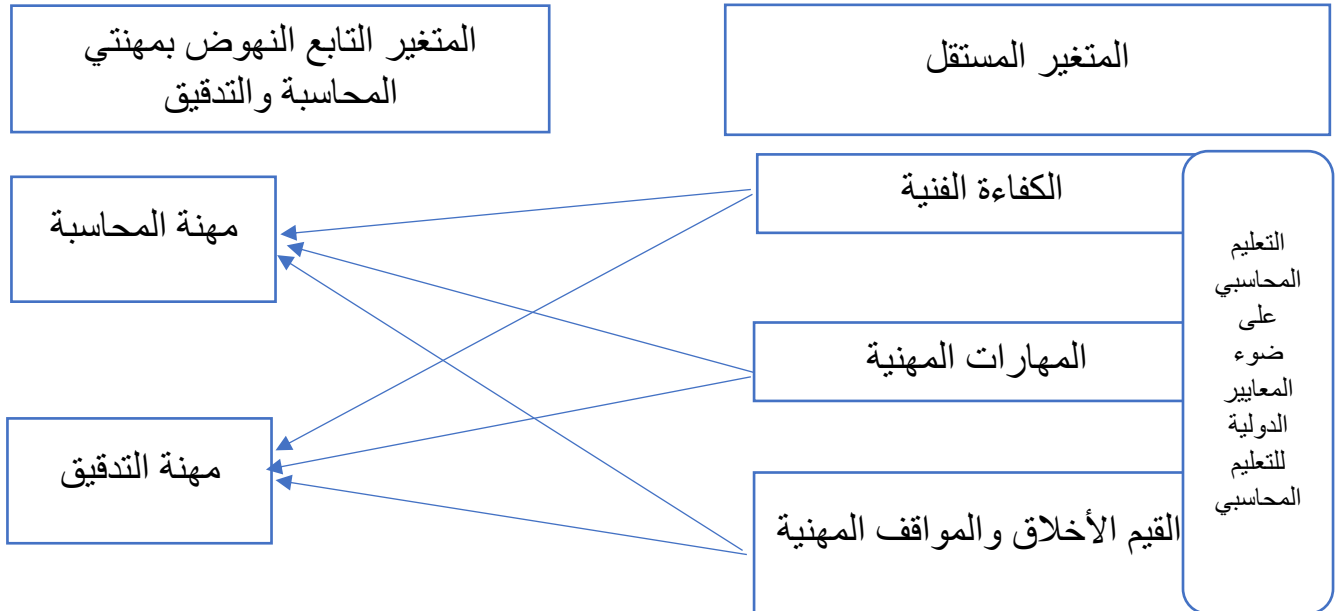 المتغير المستقل
المتغير التابع النهوض بمهنتي
المحاسبة والتدقيق
الكفاءة الفنية
المهارات المهنية
القيم الأخلاق والمواقف المهنية
التعليم
المحاسبي
على
ضوء
المعايير
الدولية
للتعليم
المحاسبي
مهنة المحاسبة
مهنة التدقيق